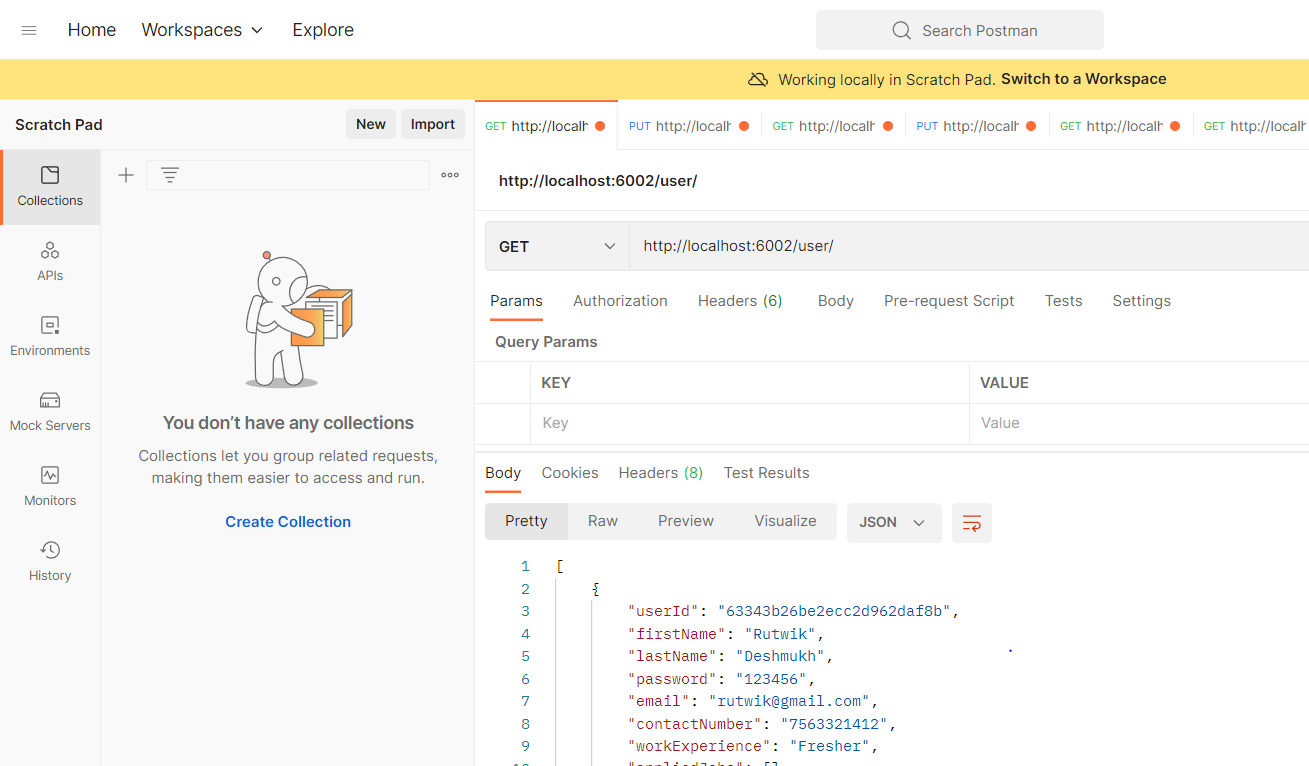 Home Workspaces Explore Search Postman
Working locally in Scratch Pad. Switch to a Workspace
Scratch Pad New Import
GET http://localh PUT http://localh GET http://localh PUT http://localh GET http://localh GET http://localh
Collections
APIs
Environments
Mock Servers
Monitors
History
You don’t have any collections
Collections let you group related requests,
making them easier to access and run.
Create Collection
http://localhost:6002/user/
GET http://localhost:6002/user/
Params Authorization Headers (6) Body Pre-request Script Tests Settings
Query Params
KEY VALUE
Key Value
Body Cookies Headers (8) Test Results
Pretty Raw Preview Visualize JSON
1 [
2 {
3 "userId": "63343b26be2ecc2d962daf8b",
4 "firstName": "Rutwik",
5 "lastName": "Deshmukh",
6 "password": "123456",
7 "email": "rutwik@gmail.com",
8 "contactNumber": "7563321412",
9 "workExperience": "Fresher",
10 "appliedJobs": []